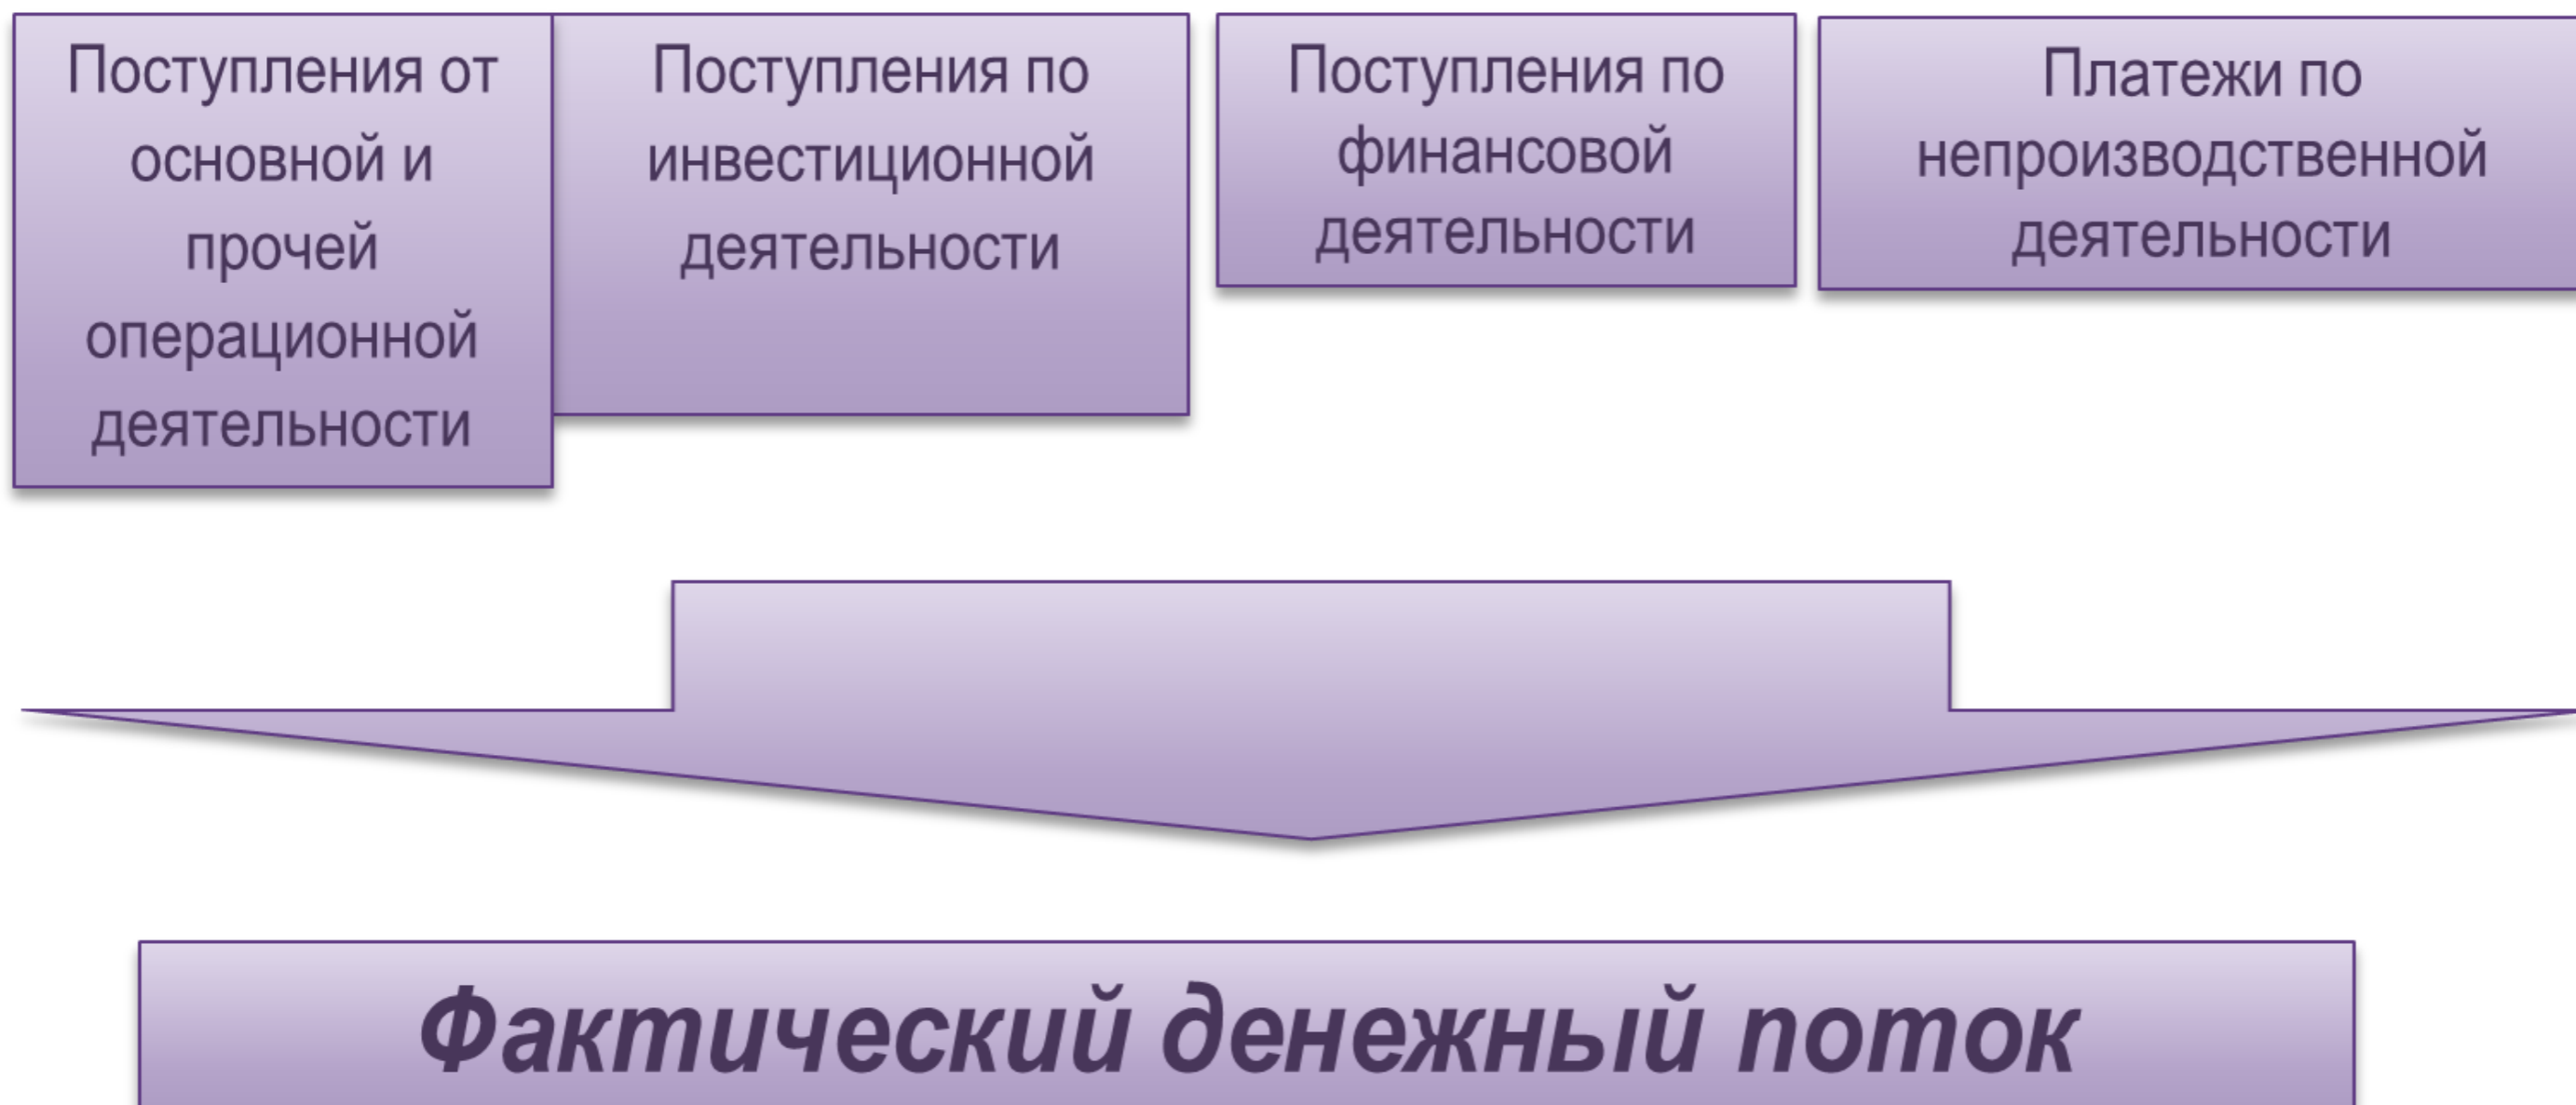 Поступления от
основной и
прочей
операционной
деятельности
Поступления по
инвестиционной
деятельности
Поступления по
финансовой
деятельности
Платежи по
непроизводственной
деятельности
Фактический денежный поток